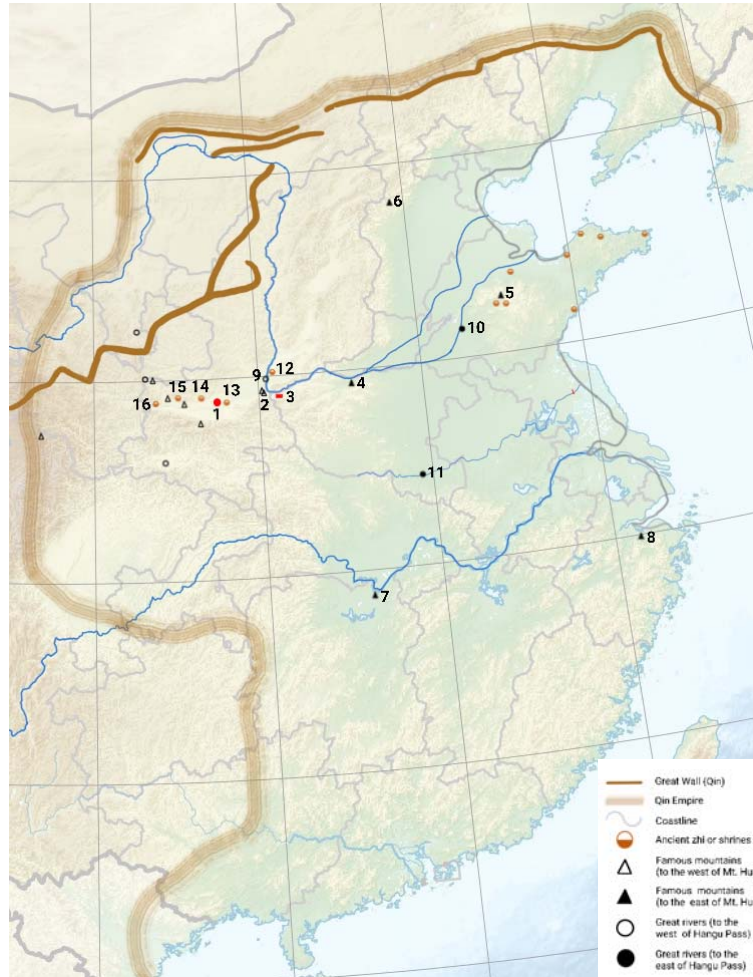 6
5
10
9
12
4
15
14
13
16
2
3
1
11
8
7
Great Wall (Qin)
Qin Empire
Coastline
Ancient zhi or shrines
Famous mountains
(to the west of Mt. Hu
Famous mountains
(to the east of Mt. Hu
Great rivers (to the
west of Hangu Pass)
Great rivers (to the
east of Hangu Pass)